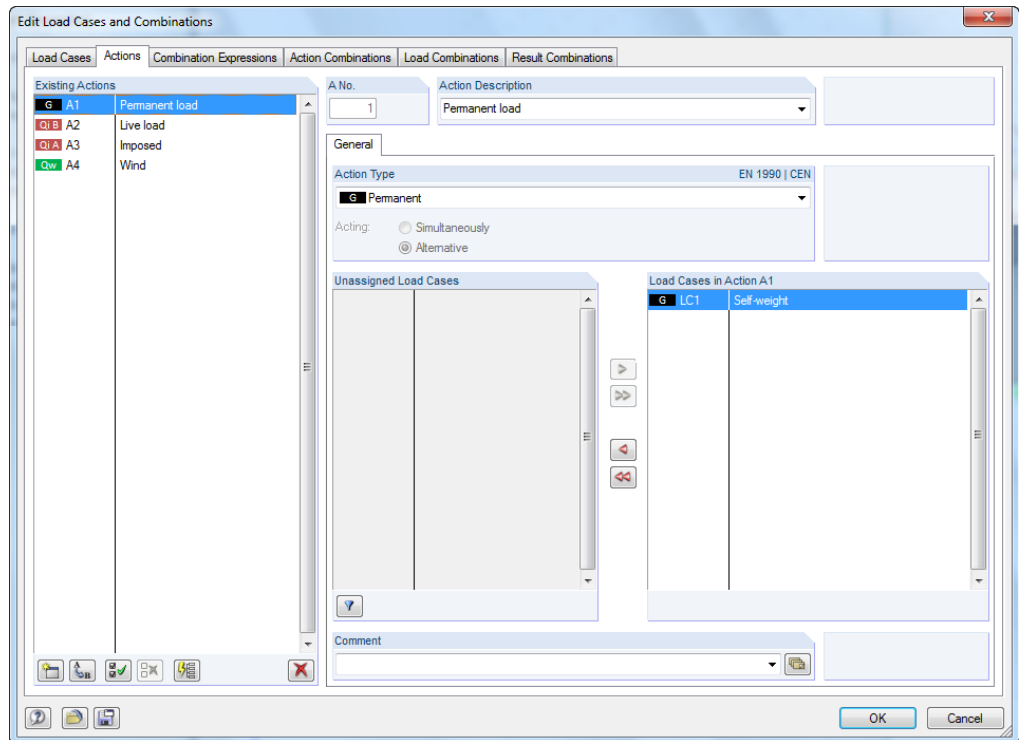 Edit Load Cases and Combinations
Load Cases Actions Combination Expressions Action Combinations Load Combinations Result Combinations
Existing Actions
G A1 Permanent load
Qi B A2 Live load
Qi A A3 Imposed
Qw A4 Wind
A No.
1
Action Description
Permanent load
General
Action Type EN 1990 | CEN
G Permanent
Acting: Simultaneously
Alternative
Unassigned Load Cases
Load Cases in Action A1
G LC1 Self-weight
Comment
OK Cancel